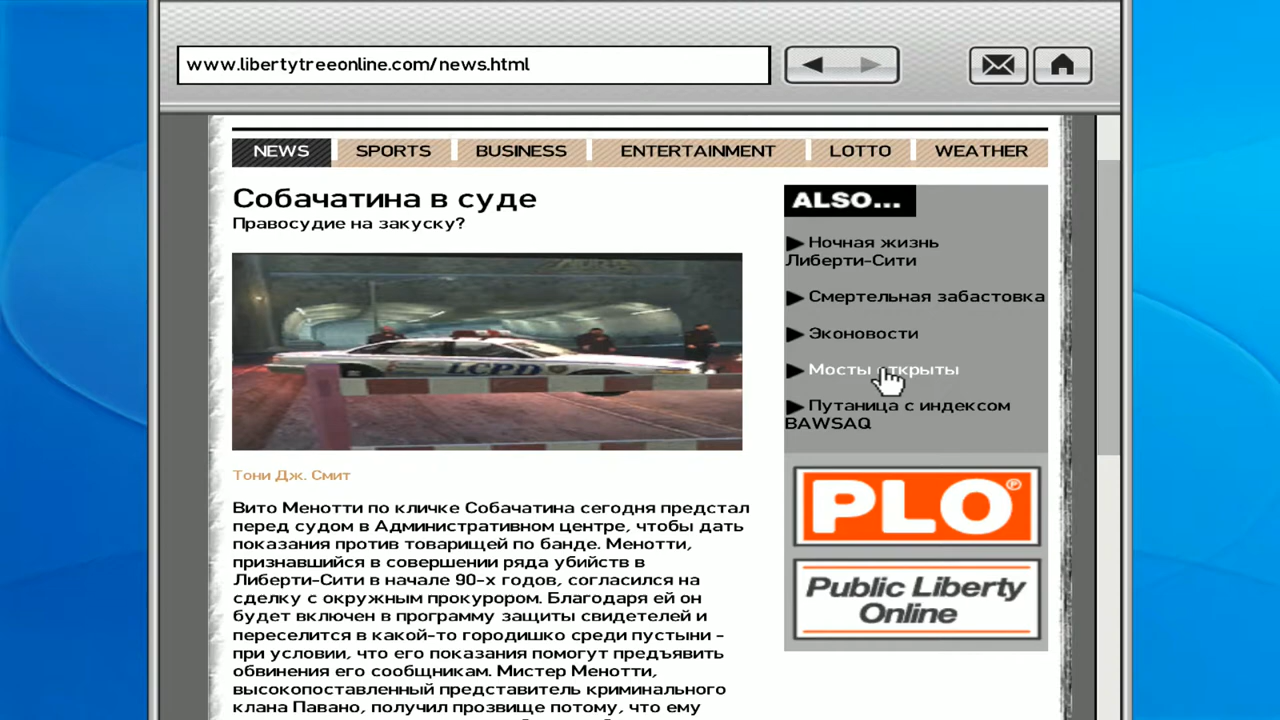 www.libertytreeonline.com/news.html
NEWS SPORTS BUSINESS ENTERTAINMENT LOTTO WEATHER
Собачатина в суде
Правосудие на закуску?
LCPD
Тони Дж. Смит
Вито Менотти по кличке Собачатина сегодня предстал
перед судом в Административном центре, чтобы дать
показания против товарищей по банде. Менотти,
признавшийся в совершении ряда убийств в
Либерти-Сити в начале 90-х годов, согласился на
сделку с окружным прокурором. Благодаря ей он
будет включен в программу защиты свидетелей и
переселится в какой-то городишко среди пустыни -
при условии, что его показания помогут предъявить
обвинения его сообщникам. Мистер Менотти,
высокопоставленный представитель криминального
клана Павано, получил прозвище потому, что ему
ALSO...
Ночная жизнь
Либерти-Сити
Смертельная забастовка
Эконовости
Мосты открыты
Путаница с индексом
BAWSAQ
PLO®
Public Liberty
Online